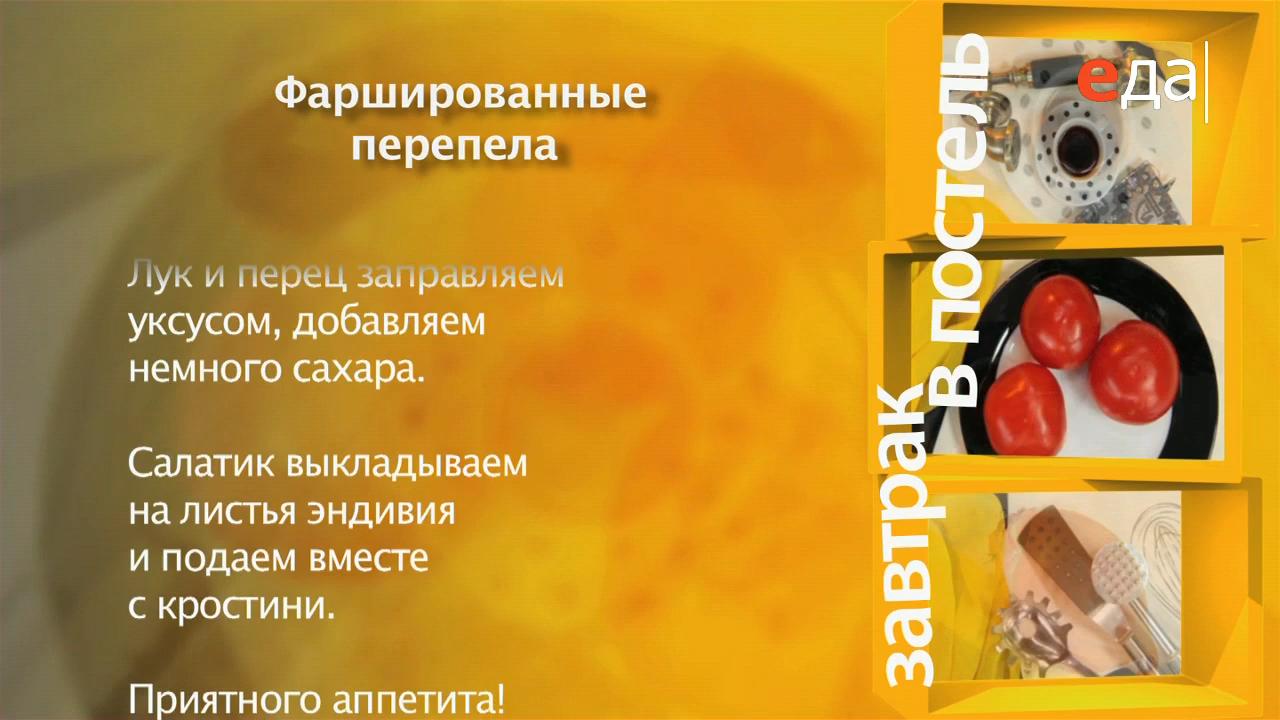 Фаршированные
перепела
Лук и перец заправляем
уксусом, добавляем
немного сахара.
Салатик выкладываем
на листья эндивия
и подаем вместе
с кростини.
Приятного аппетита!
завтрак
в постель
еда